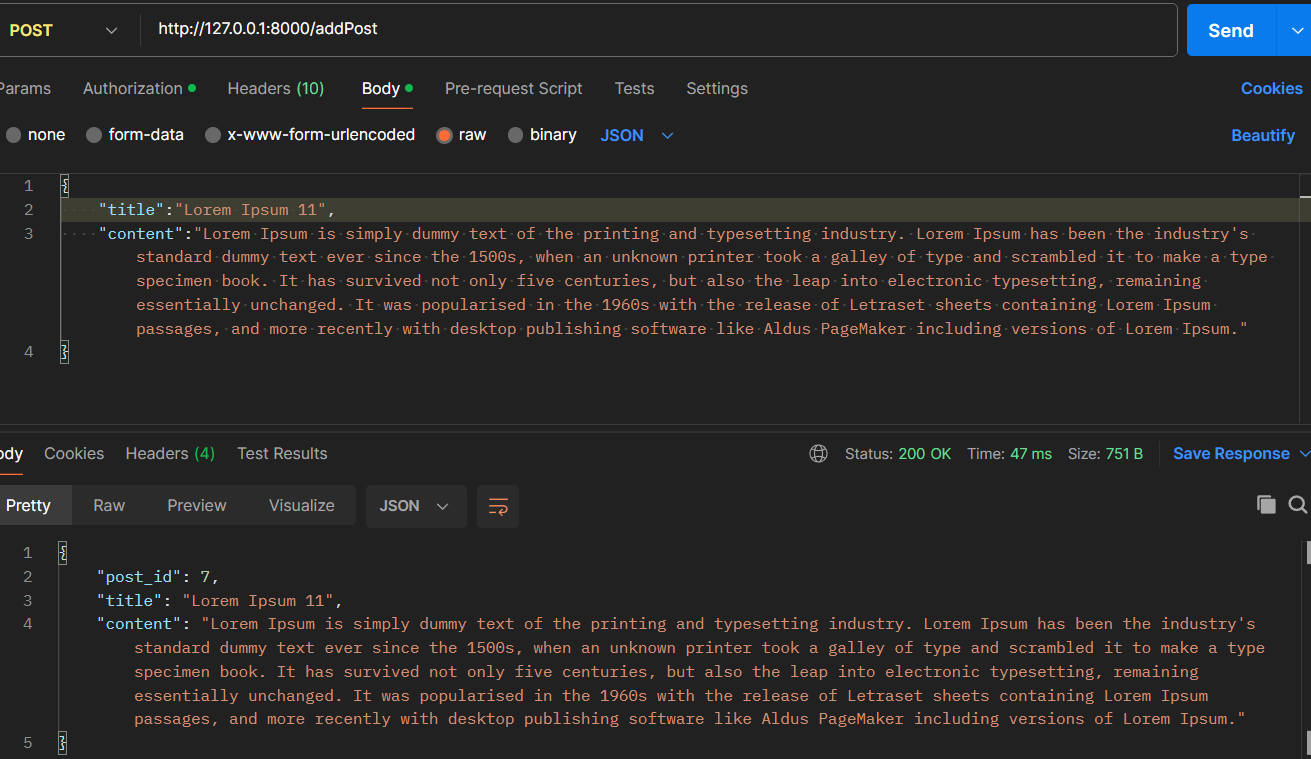 POST http://127.0.0.1:8000/addPost Send
Params Authorization Headers (10) Body Pre-request Script Tests Settings Cookies
none form-data x-www-form-urlencoded raw binary JSON Beautify
1 {
2 "title":"Lorem Ipsum 11",
3 "content":"Lorem Ipsum is simply dummy text of the printing and typesetting industry. Lorem Ipsum has been the industry's
standard dummy text ever since the 1500s, when an unknown printer took a galley of type and scrambled it to make a type
specimen book. It has survived not only five centuries, but also the leap into electronic typesetting, remaining
essentially unchanged. It was popularised in the 1960s with the release of Letraset sheets containing Lorem Ipsum
passages, and more recently with desktop publishing software like Aldus PageMaker including versions of Lorem Ipsum."
4 }
ody Cookies Headers (4) Test Results Status: 200 OK Time: 47 ms Size: 751 B Save Response
Pretty Raw Preview Visualize JSON
1 {
2 "post_id": 7,
3 "title": "Lorem Ipsum 11",
4 "content": "Lorem Ipsum is simply dummy text of the printing and typesetting industry. Lorem Ipsum has been the industry's
standard dummy text ever since the 1500s, when an unknown printer took a galley of type and scrambled it to make a type
specimen book. It has survived not only five centuries, but also the leap into electronic typesetting, remaining
essentially unchanged. It was popularised in the 1960s with the release of Letraset sheets containing Lorem Ipsum
passages, and more recently with desktop publishing software like Aldus PageMaker including versions of Lorem Ipsum."
5 }